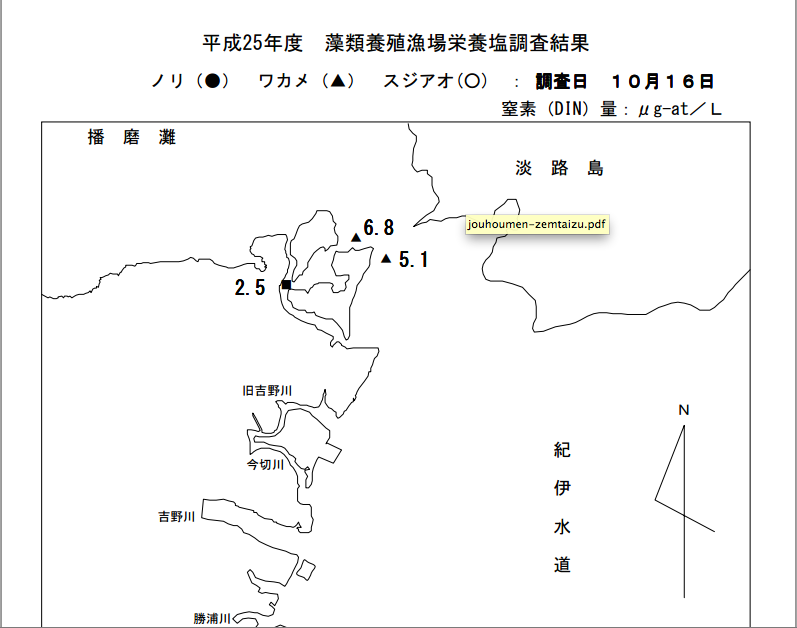 平成25年度　藻類養殖漁場栄養塩調査結果
ノリ（●）　ワカメ（▲）　スジアオ（○）　：　調査日　１０月１６日
窒素（DIN）量：μg-at／Ｌ
播　磨　灘
淡　路　島
jouhoumen-zemtaizu.pdf
6.8
5.1
2.5
旧吉野川
N
紀
伊
水
道
今切川
吉野川
勝浦川